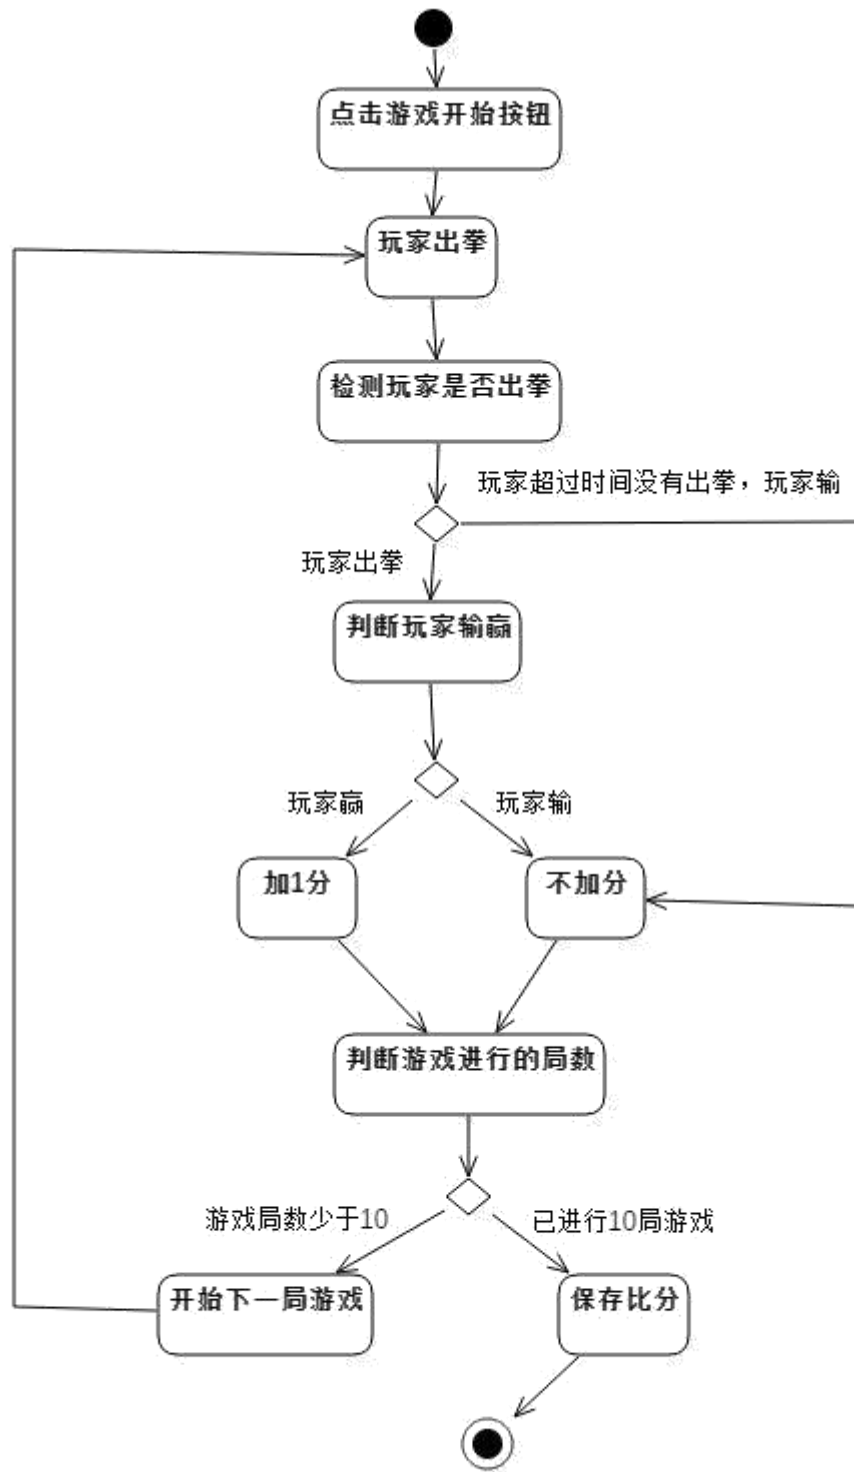 点击游戏开始按钮
玩家出拳
检测玩家是否出拳
玩家超过时间没有出拳，玩家输
玩家出拳
判断玩家输赢
玩家赢
玩家输
加1分
不加分
判断游戏进行的局数
游戏局数少于10
已进行10局游戏
开始下一局游戏
保存比分